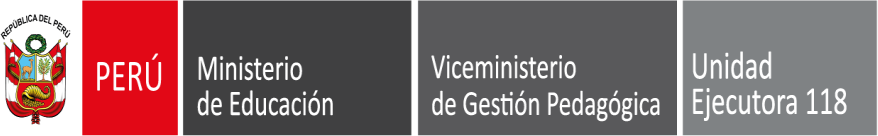 REPÚBLICA DEL PERÚ
PERÚ
Ministerio
de Educación
Viceministerio
de Gestión Pedagógica
Unidad
Ejecutora 118